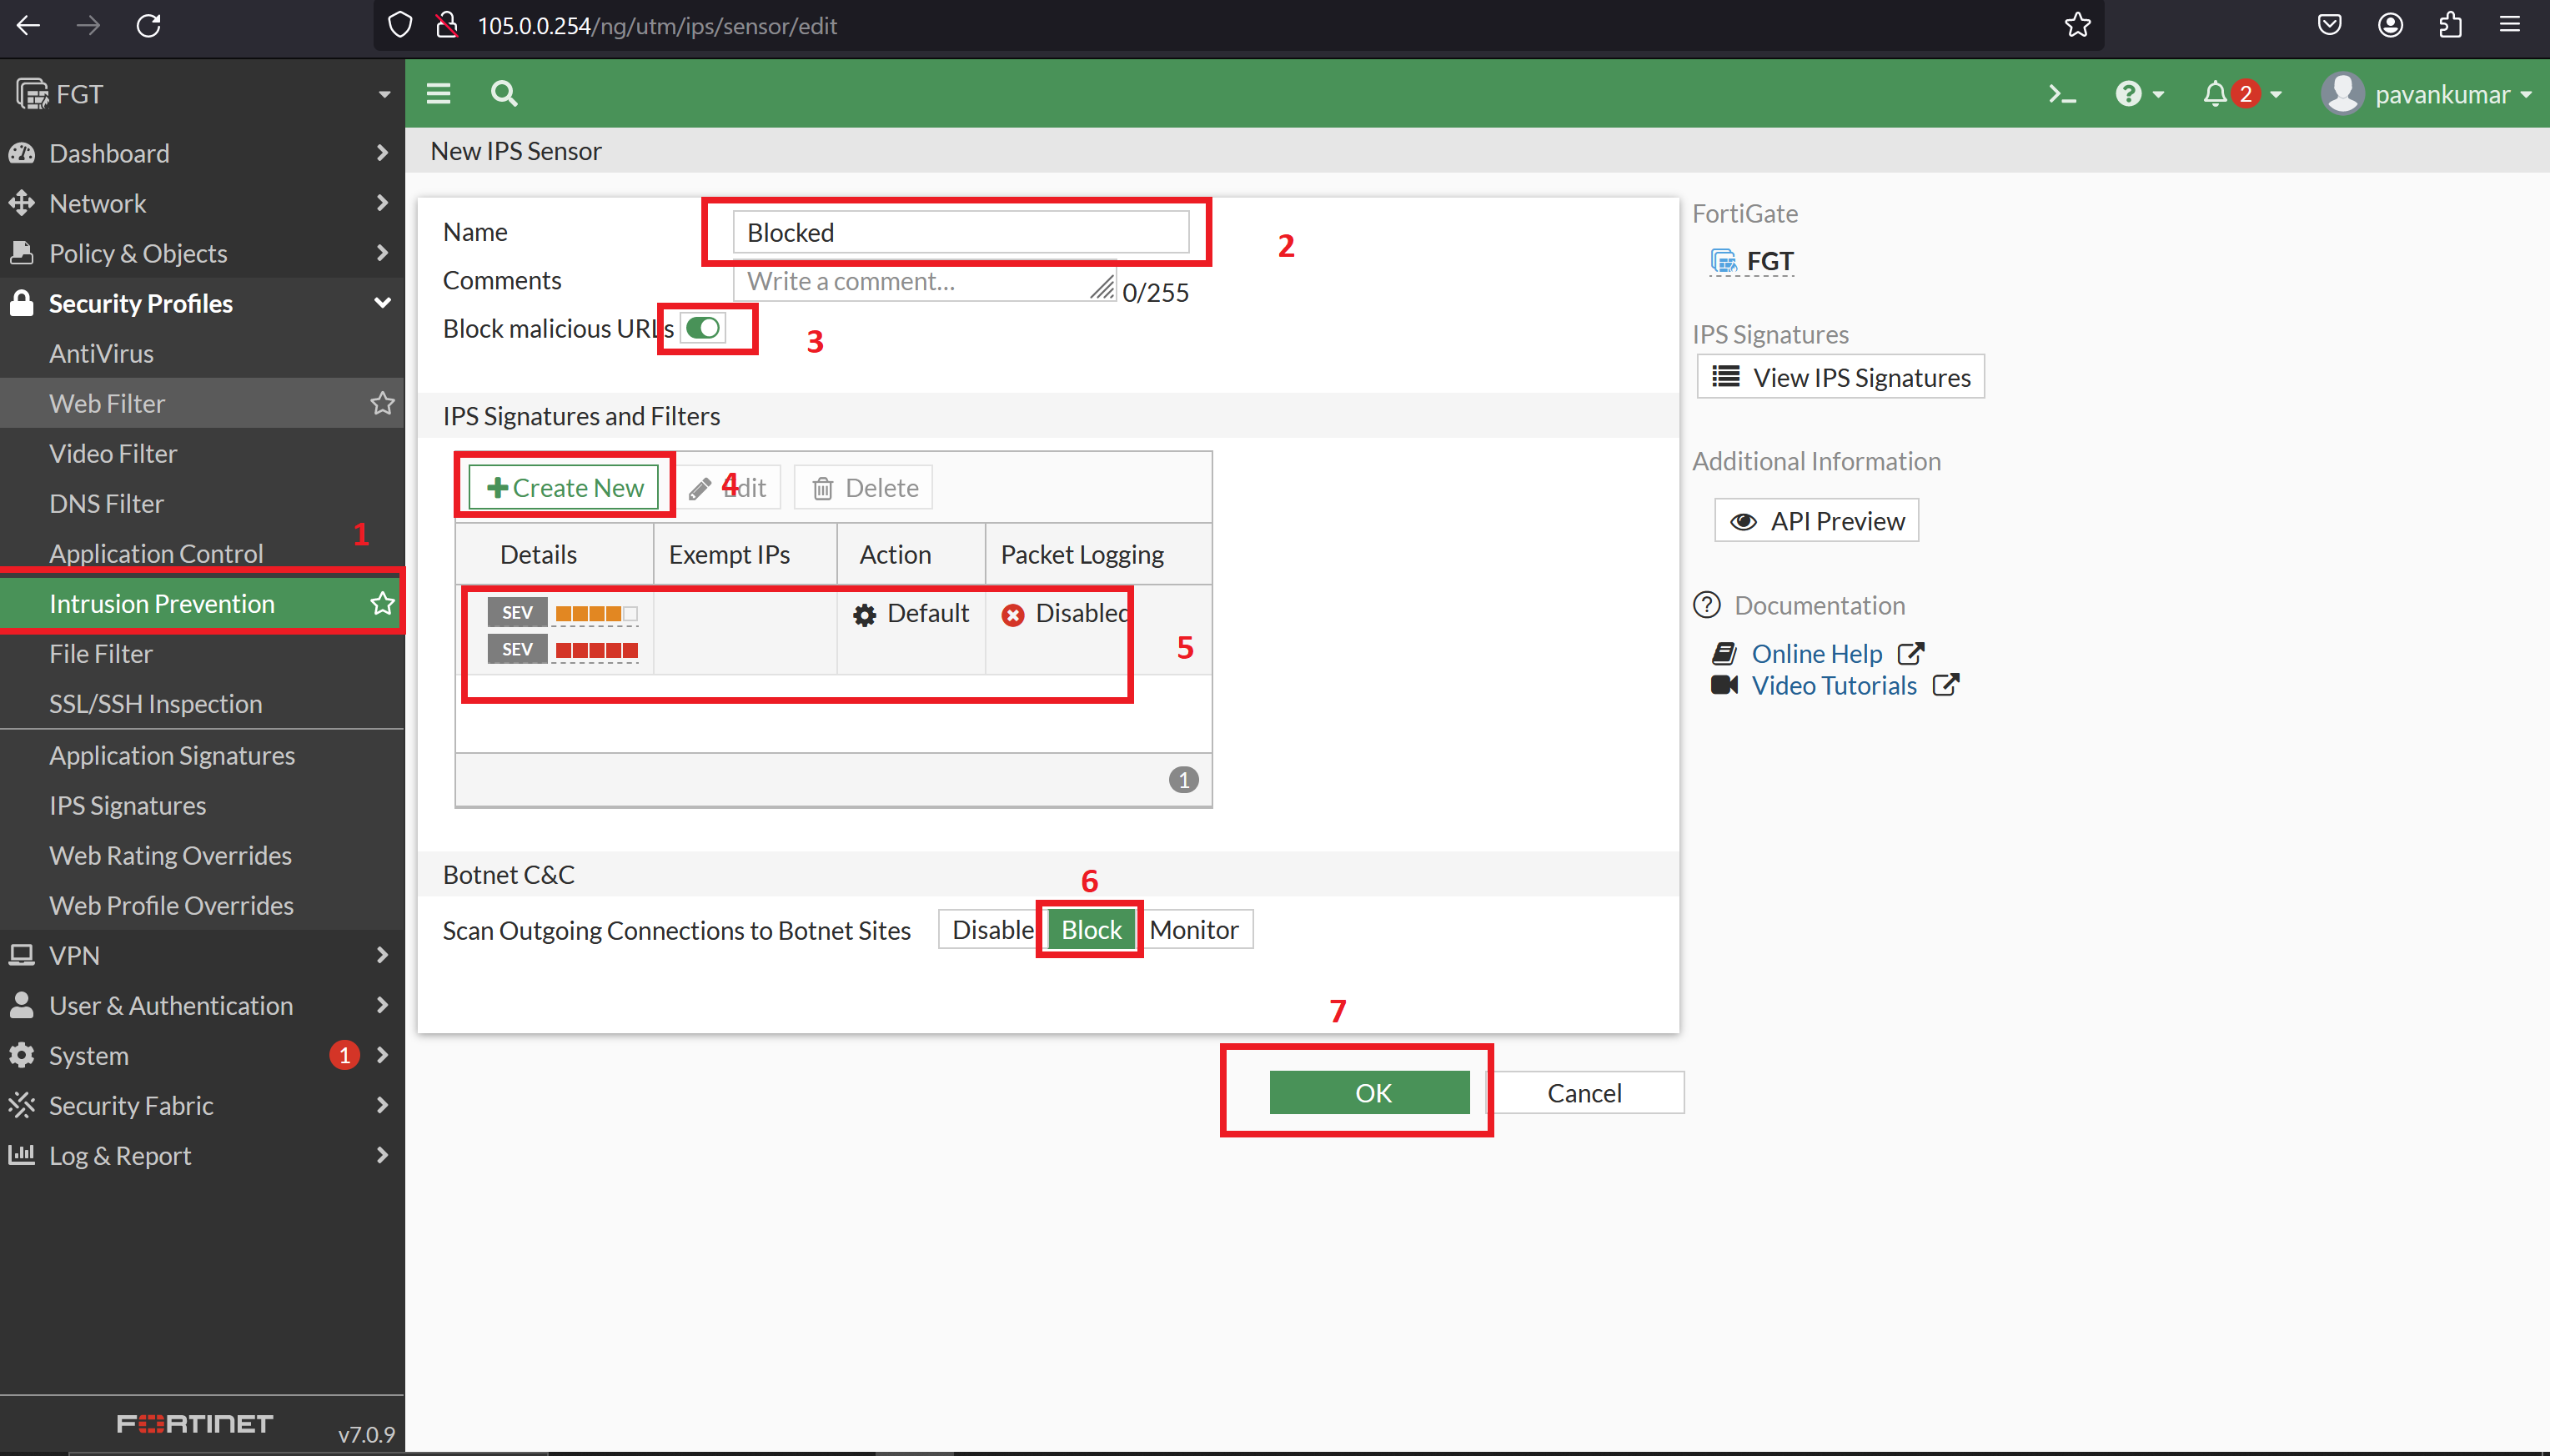 105.0.0.254/ng/utm/ips/sensor/edit
FGT
2
pavankumar
Dashboard
Network
Policy & Objects
Security Profiles
AntiVirus
Web Filter
Video Filter
DNS Filter
Application Control
1
Intrusion Prevention
File Filter
SSL/SSH Inspection
Application Signatures
IPS Signatures
Web Rating Overrides
Web Profile Overrides
VPN
User & Authentication
System 1
Security Fabric
Log & Report
FORTINET
v7.0.9
New IPS Sensor
Name Blocked 2
Comments Write a comment... 0/255
Block malicious URLs 3
IPS Signatures and Filters
Create New 4 Edit Delete
Details Exempt IPs Action Packet Logging
SEV Default Disabled
SEV
5
1
Botnet C&C
6
Scan Outgoing Connections to Botnet Sites Disable Block Monitor
7
OK Cancel
FortiGate
FGT
IPS Signatures
View IPS Signatures
Additional Information
API Preview
Documentation
Online Help
Video Tutorials